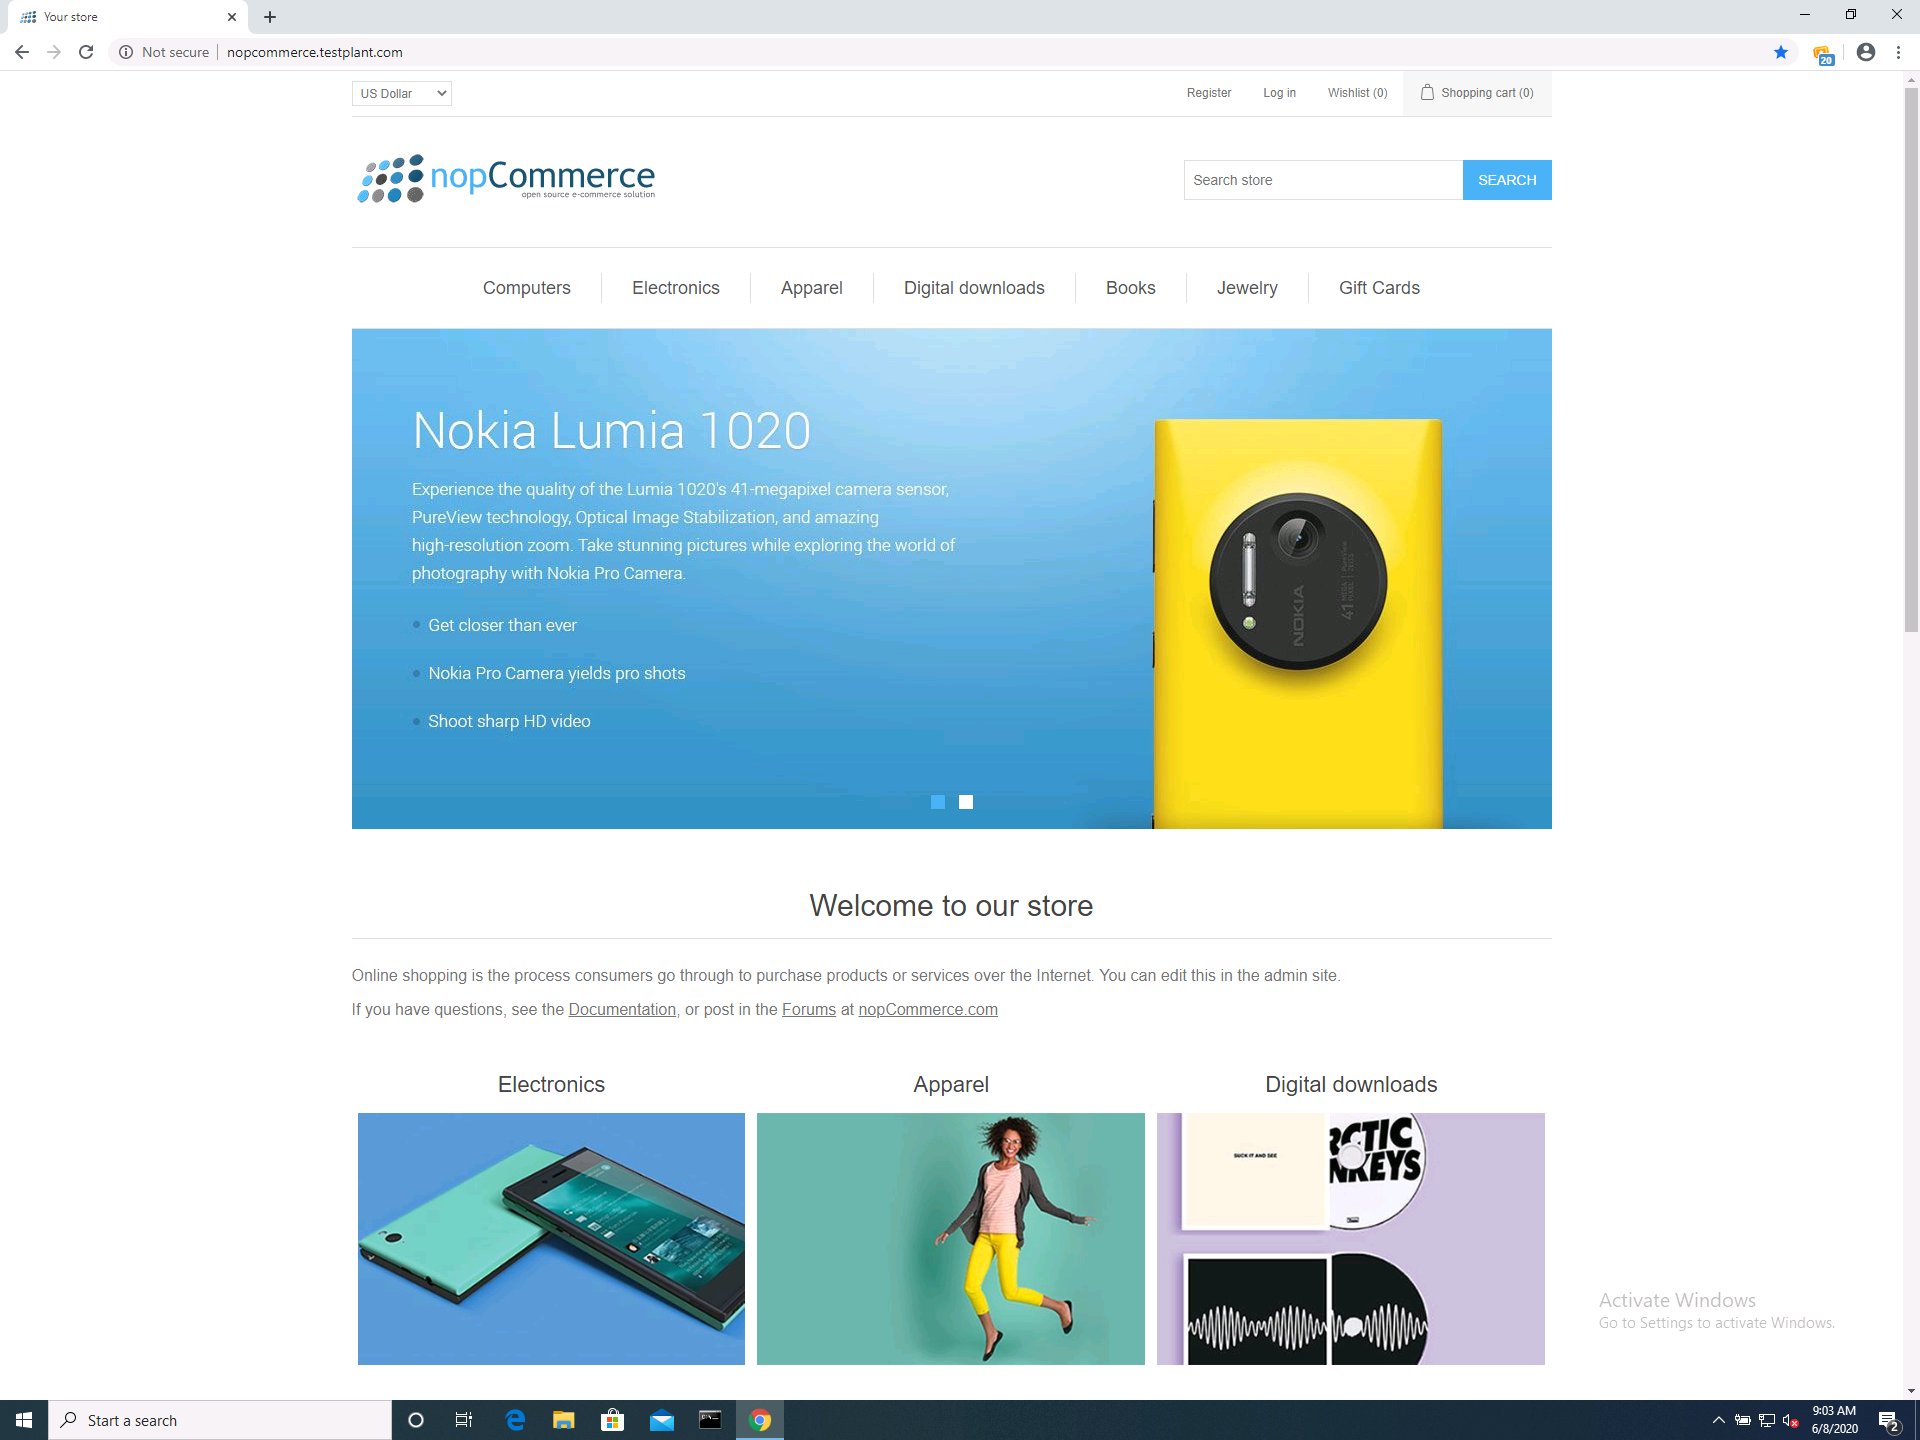 Your store
Not secure
nopcommerce.testplant.com
20
US Dollar
Register
Log in
Wishlist (0)
Shopping cart (0)
nopCommerce
open source e-commerce solution
Search store
SEARCH
Computers
Electronics
Apparel
Digital downloads
Books
Jewelry
Gift Cards
Nokia Lumia 1020
Experience the quality of the Lumia 1020's 41-megapixel camera sensor,
PureView technology, Optical Image Stabilization, and amazing
high-resolution zoom. Take stunning pictures while exploring the world of
photography with Nokia Pro Camera.
Get closer than ever
Nokia Pro Camera yields pro shots
Shoot sharp HD video
NOKIA
41
Welcome to our store
Online shopping is the process consumers go through to purchase products or services over the Internet. You can edit this in the admin site.
If you have questions, see the Documentation, or post in the Forums at nopCommerce.com
Electronics
Apparel
Digital downloads
SUCK IT AND SEE
RCTIC
NKEYS
Activate Windows
Go to Settings to activate Windows.
Start a search
9:03 AM
6/8/2020
2